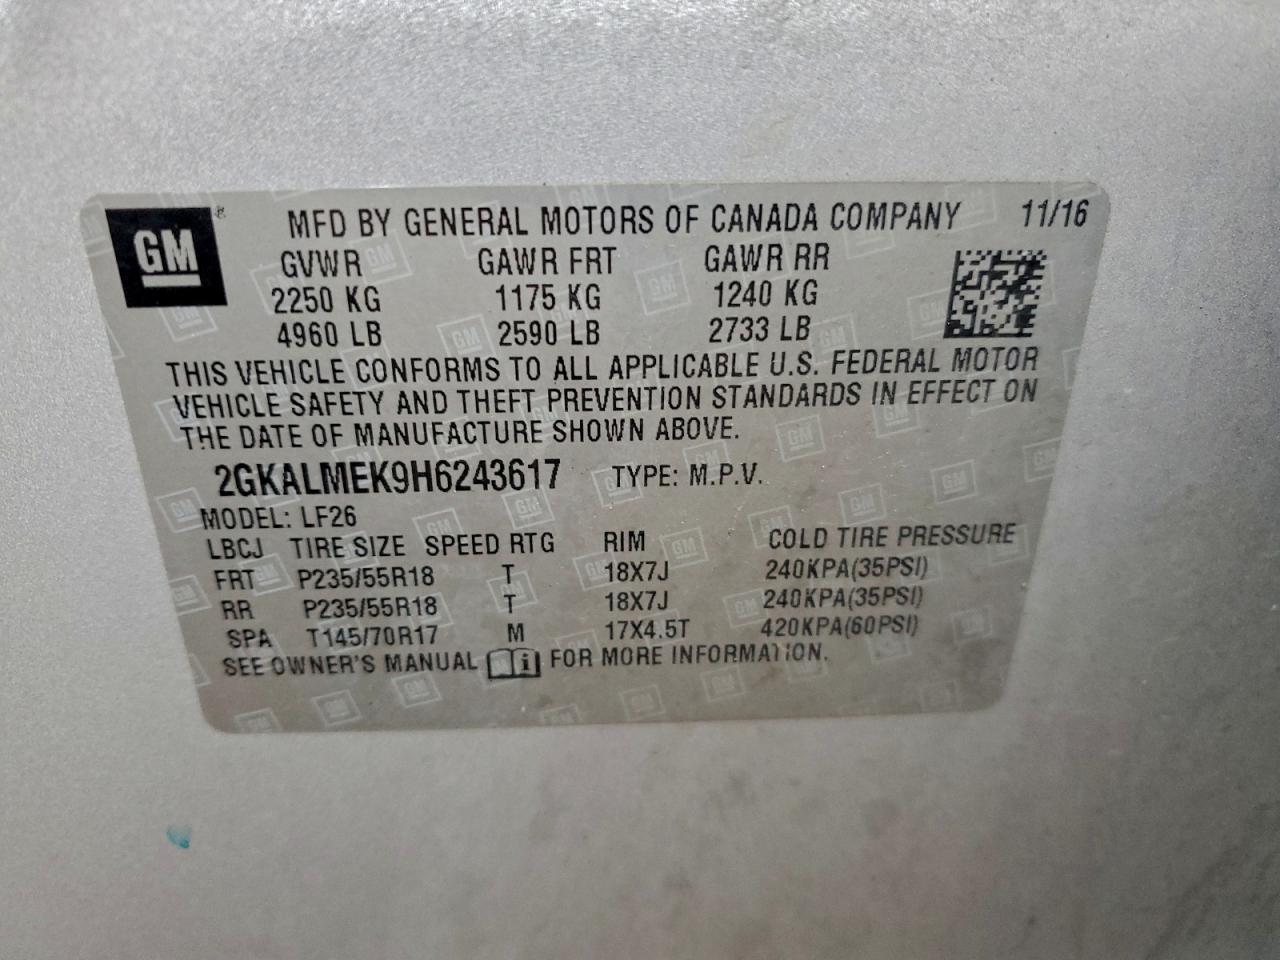 GM®
MFD BY GENERAL MOTORS OF CANADA COMPANY 11/16
GVWR GAWR FRT GAWR RR
2250 KG 1175 KG 1240 KG
4960 LB 2590 LB 2733 LB
THIS VEHICLE CONFORMS TO ALL APPLICABLE U.S. FEDERAL MOTOR
VEHICLE SAFETY AND THEFT PREVENTION STANDARDS IN EFFECT ON
THE DATE OF MANUFACTURE SHOWN ABOVE.
2GKALMEK9H6243617 TYPE: M.P.V.
MODEL: LF26
LBCJ TIRE SIZE SPEED RTG RIM COLD TIRE PRESSURE
FRT P235/55R18 T 18X7J 240KPA(35PSI)
RR P235/55R18 T 18X7J 240KPA(35PSI)
SPA T145/70R17 M 17X4.5T 420KPA(60PSI)
SEE OWNER'S MANUAL i FOR MORE INFORMATION.